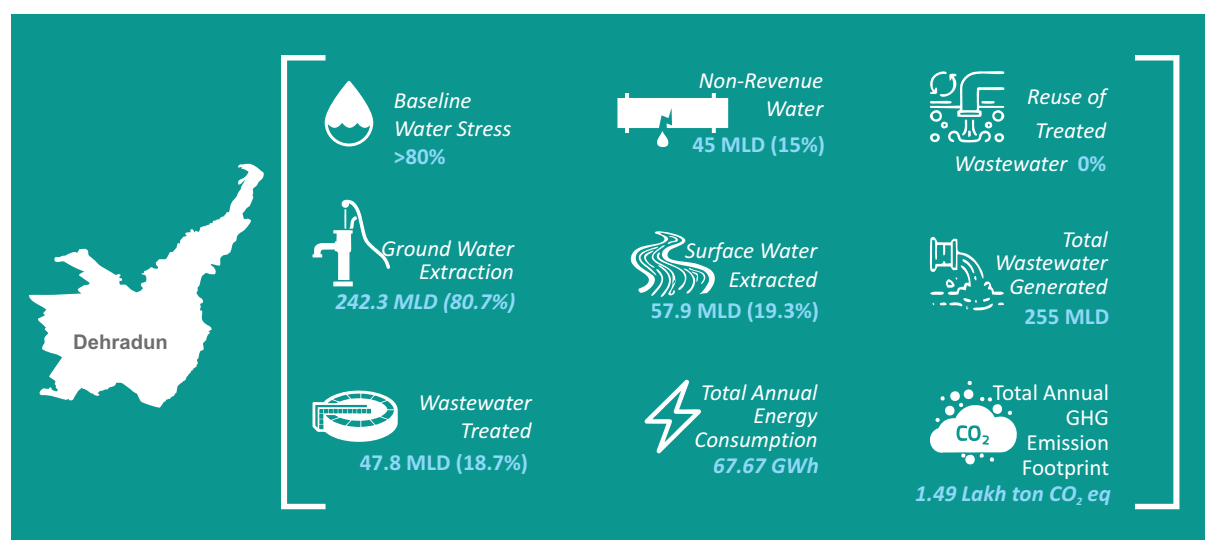 Dehradun
Baseline
Water Stress
>80%
Non-Revenue
Water
45 MLD (15%)
Reuse of
Treated
Wastewater 0%
Ground Water
Extraction
242.3 MLD (80.7%)
Surface Water
Extracted
57.9 MLD (19.3%)
Total
Wastewater
Generated
255 MLD
Wastewater
Treated
47.8 MLD (18.7%)
Total Annual
Energy
Consumption
67.67 GWh
CO₂
Total Annual
GHG
Emission
Footprint
1.49 Lakh ton CO₂ eq